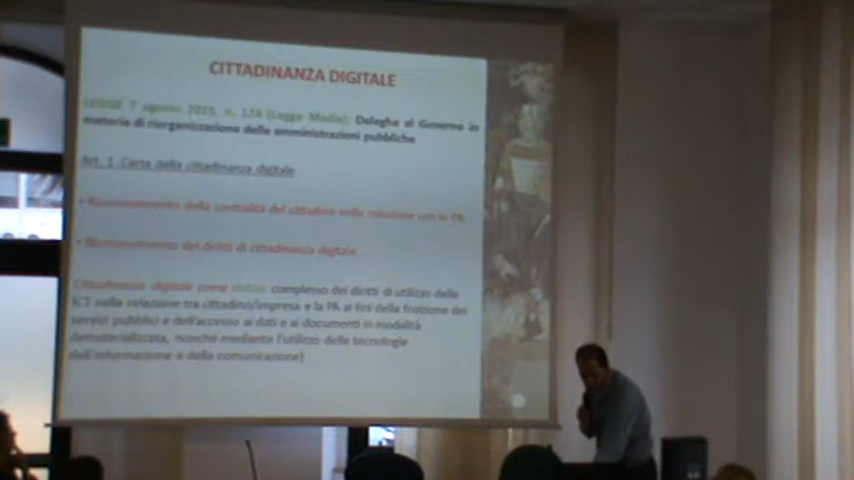 CITTADINANZA DIGITALE
LEGGE 7 agosto 2015, n. 124 (Legge Madia): Deleghe al Governo in
materia di riorganizzazione delle amministrazioni pubbliche
Art. 1 Carta della cittadinanza digitale
• Riconoscimento della centralità del cittadino nella relazione con la PA
• Riconoscimento dei diritti di cittadinanza digitale
Cittadinanza digitale come status: complesso dei diritti di utilizzo delle
ICT nella relazione tra cittadino/impresa e la PA ai fini della fruizione dei
servizi pubblici e dell'accesso ai dati e ai documenti in modalità
dematerializzata, nonché mediante l'utilizzo delle tecnologie
dell'informazione e della comunicazione)